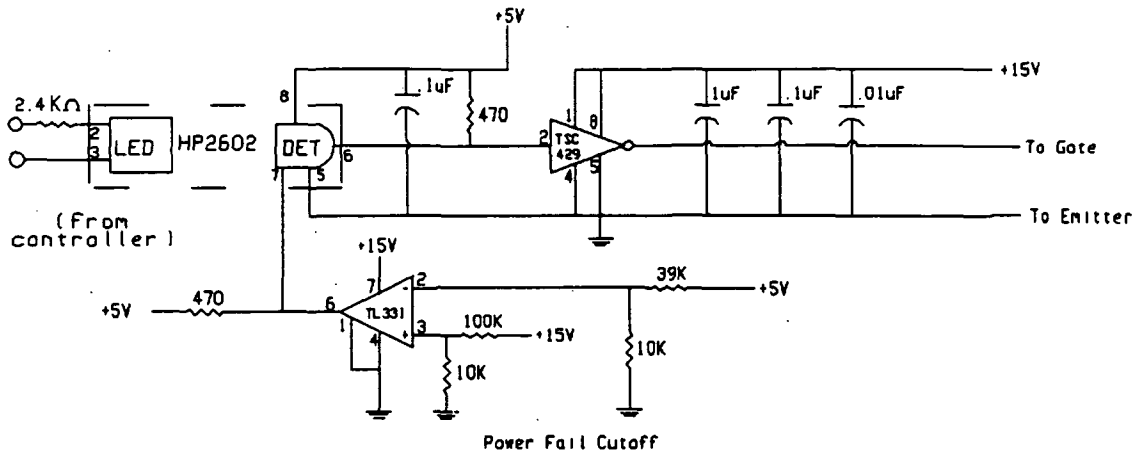 +5V
2.4KΩ
2
3
LED
HP2602
8
DET
6
7
5
.1uF
470
2
1
8
TSC
429
4
5
1uF
.1uF
.01uF
+15V
To Gate
To Emitter
(from
controller)
+15V
+5V
470
6
7
2
-
TL331
1
4
+
3
100K
+15V
10K
39K
+5V
10K
Power Fail Cutoff